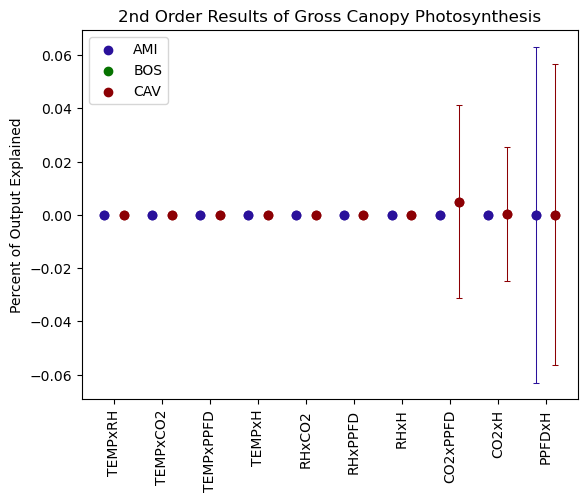 2nd Order Results of Gross Canopy Photosynthesis
AMI
BOS
CAV
Percent of Output Explained
0.06
0.04
0.02
0.00
−0.02
−0.04
−0.06
TEMPxRH
TEMPxCO2
TEMPxPPFD
TEMPxH
RHxCO2
RHxPPFD
RHxH
CO2xPPFD
CO2xH
PPFDxH